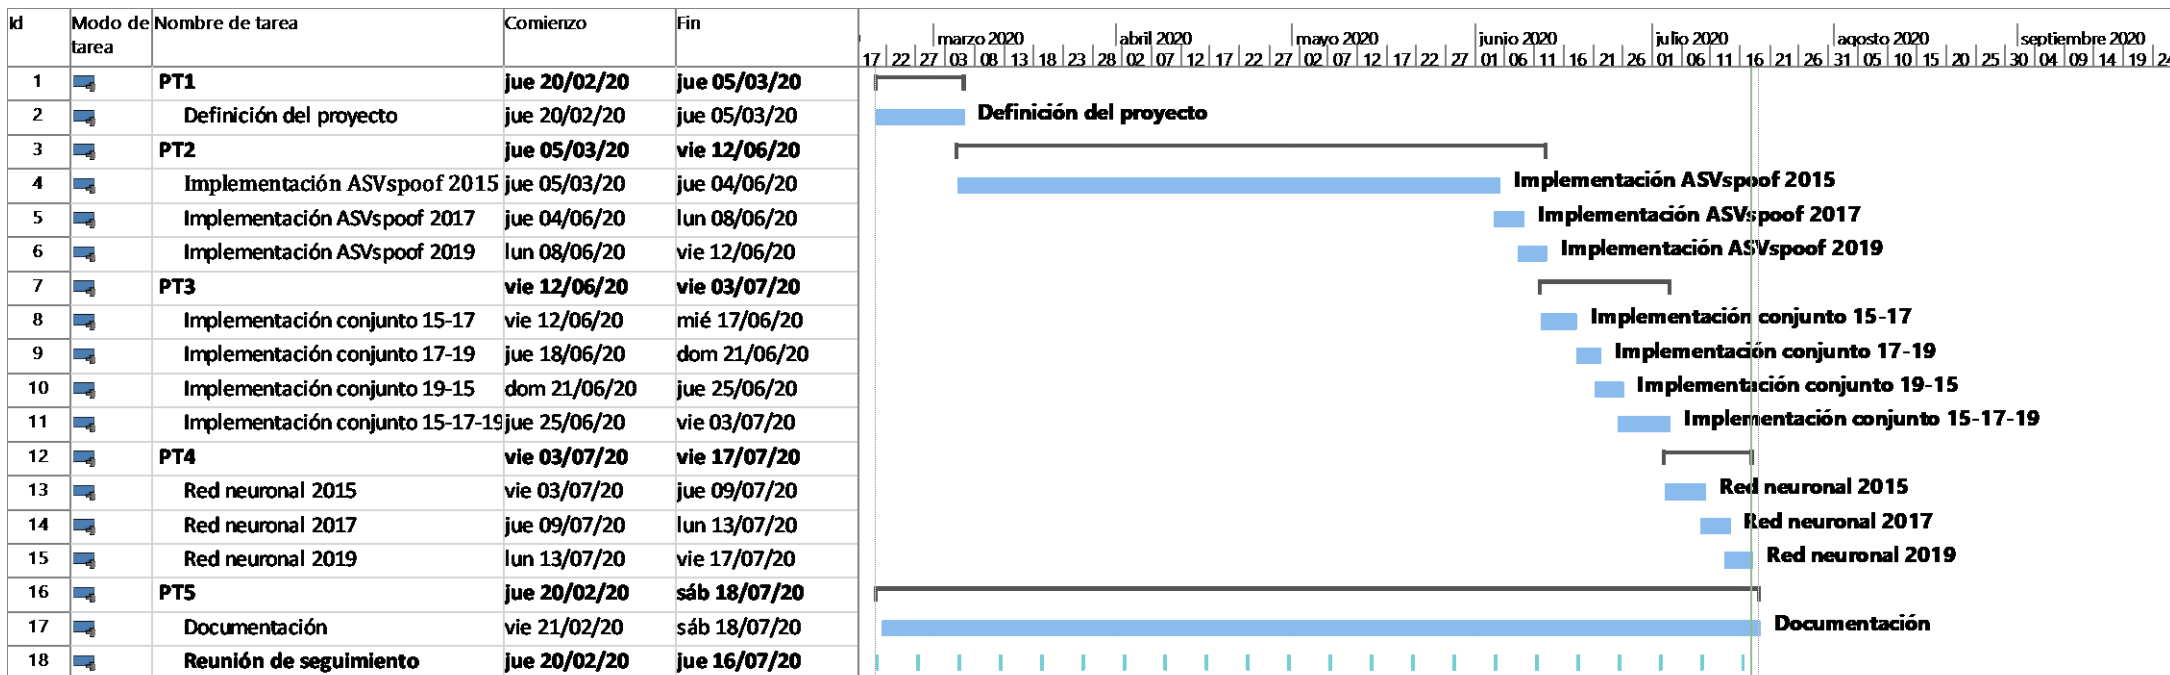 Id Modo de tarea Nombre de tarea Comienzo Fin
marzo 2020 abril 2020 mayo 2020 junio 2020 julio 2020 agosto 2020 septiembre 2020
17 22 27 03 08 13 18 23 28 02 07 12 17 22 27 02 07 12 17 22 27 01 06 11 16 21 26 01 06 11 16 21 26 31 05 10 15 20 25 30 04 09 14 19 24
1 PT1 jue 20/02/20 jue 05/03/20
2 Definición del proyecto jue 20/02/20 jue 05/03/20 Definición del proyecto
3 PT2 jue 05/03/20 vie 12/06/20
4 Implementación ASVspoof 2015 jue 05/03/20 jue 04/06/20 Implementación ASVspoof 2015
5 Implementación ASVspoof 2017 jue 04/06/20 lun 08/06/20 Implementación ASVspoof 2017
6 Implementación ASVspoof 2019 lun 08/06/20 vie 12/06/20 Implementación ASVspoof 2019
7 PT3 vie 12/06/20 vie 03/07/20
8 Implementación conjunto 15-17 vie 12/06/20 mié 17/06/20 Implementación conjunto 15-17
9 Implementación conjunto 17-19 jue 18/06/20 dom 21/06/20 Implementación conjunto 17-19
10 Implementación conjunto 19-15 dom 21/06/20 jue 25/06/20 Implementación conjunto 19-15
11 Implementación conjunto 15-17-19 jue 25/06/20 vie 03/07/20 Implementación conjunto 15-17-19
12 PT4 vie 03/07/20 vie 17/07/20
13 Red neuronal 2015 vie 03/07/20 jue 09/07/20 Red neuronal 2015
14 Red neuronal 2017 jue 09/07/20 lun 13/07/20 Red neuronal 2017
15 Red neuronal 2019 lun 13/07/20 vie 17/07/20 Red neuronal 2019
16 PT5 jue 20/02/20 sáb 18/07/20
17 Documentación vie 21/02/20 sáb 18/07/20 Documentación
18 Reunión de seguimiento jue 20/02/20 jue 16/07/20